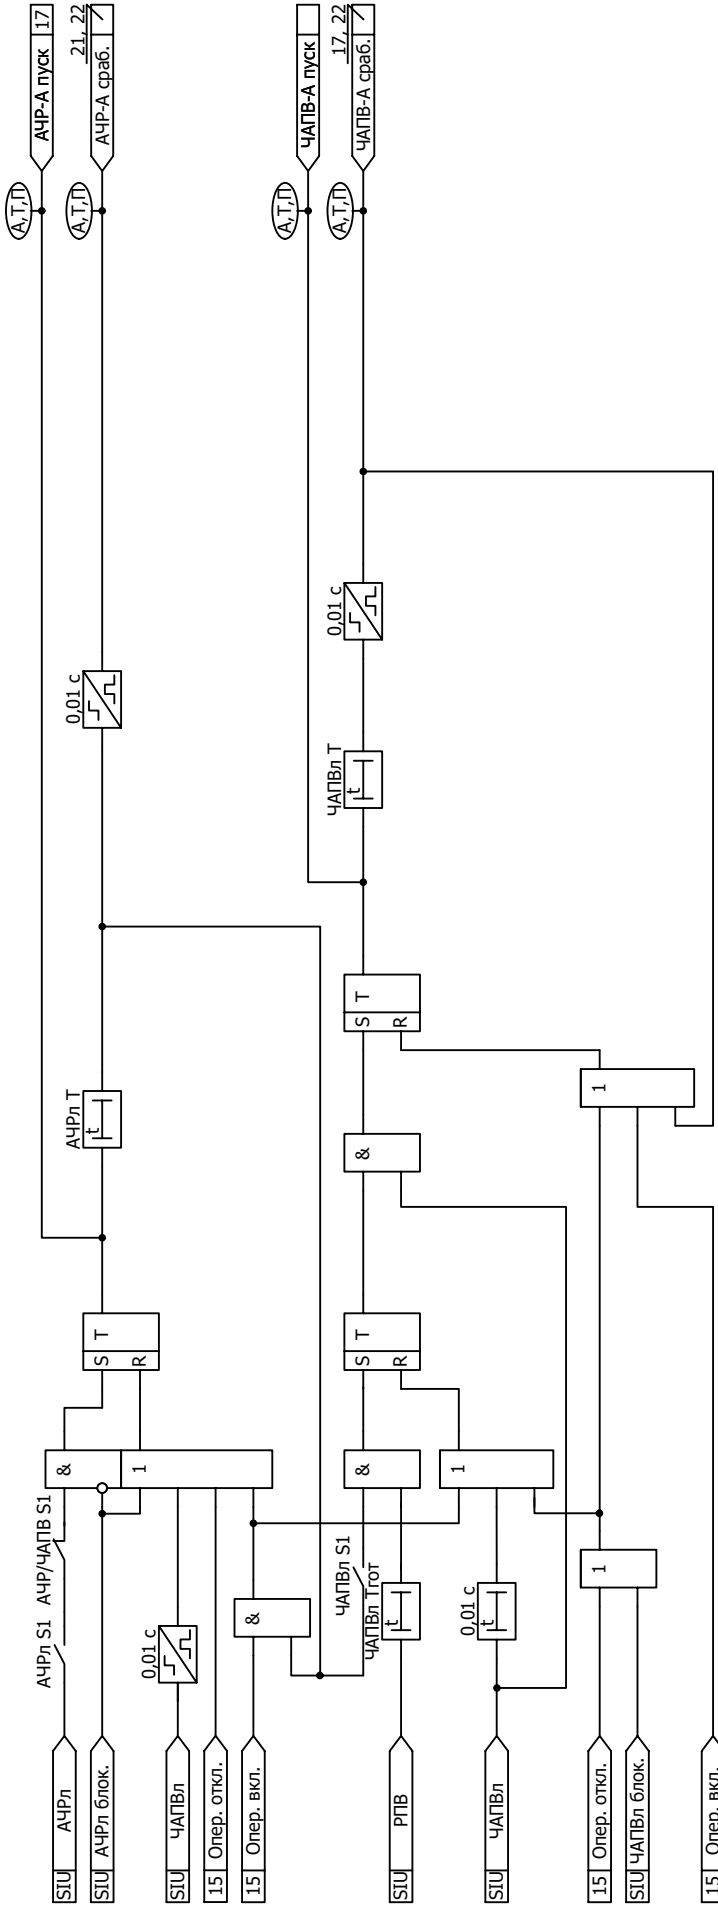 SIU АЧРл
АЧРл S1
АЧР/ЧАПВ S1
&
S T
R
АЧРл T
t
0,01 с
А,Т,П
АЧР-А пуск 17
А,Т,П
АЧР-А сраб.
21, 22
SIU АЧРл блок.
1
SIU ЧАПВл
0,01 с
15 Опер. откл.
15 Опер. вкл.
&
ЧАПВл S1
&
S T
R
&
S T
R
ЧАПВл T
t
0,01 с
А,Т,П
ЧАПВ-А пуск
А,Т,П
ЧАПВ-А сраб.
17, 22
SIU РПВ
ЧАПВл Tгот
t
1
SIU ЧАПВл
0,01 с
t
15 Опер. откл.
1
1
SIU ЧАПВл блок.
15 Опер. вкл.